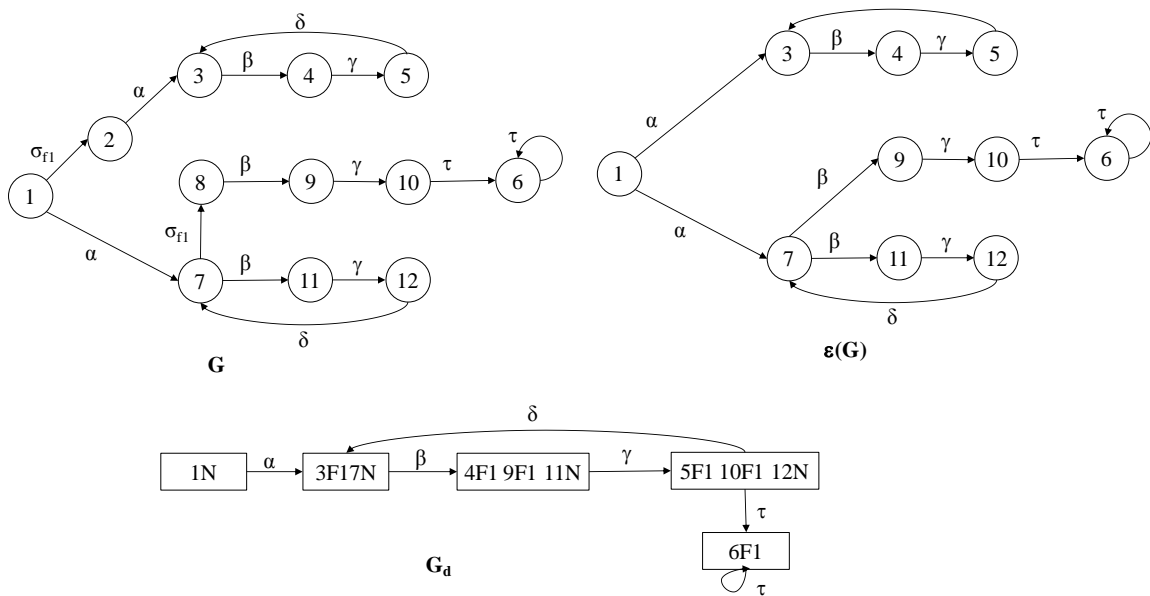 δ
β
γ
3
4
5
α
2
σf1
τ
β
γ
τ
8
9
10
6
1
σf1
α
β
γ
7
11
12
δ
G
β
γ
3
4
5
α
τ
γ
τ
9
10
6
1
β
α
β
γ
7
11
12
δ
ε(G)
δ
α
β
γ
1N
3F17N
4F1 9F1 11N
5F1 10F1 12N
τ
6F1
Gd
τ